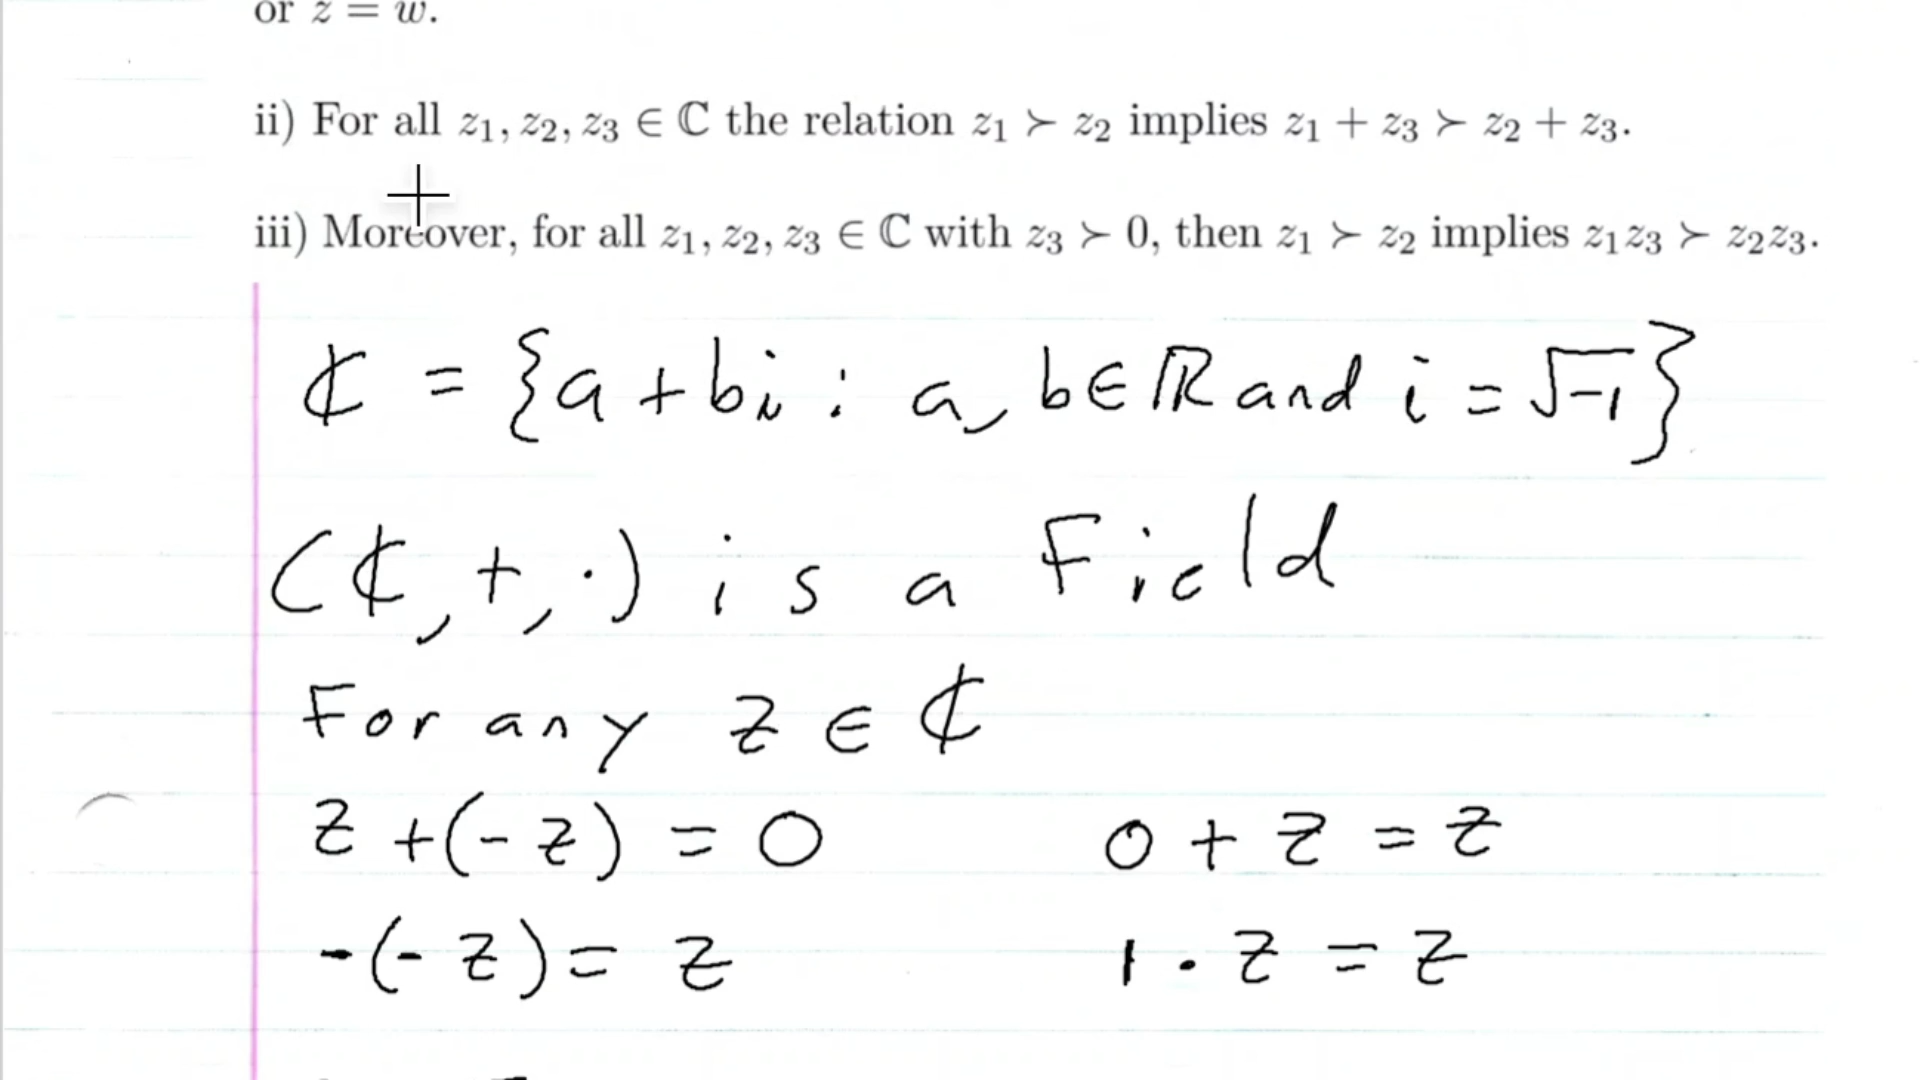 or z = w.
ii) For all z₁, z₂, z₃ ∈ ℂ the relation z₁ ≻ z₂ implies z₁ + z₃ ≻ z₂ + z₃.
iii) Moreover, for all z₁, z₂, z₃ ∈ ℂ with z₃ ≻ 0, then z₁ ≻ z₂ implies z₁z₃ ≻ z₂z₃.
ℂ = {a + bi : a, b ∈ ℝ and i = √-1}
(ℂ, +, ·) is a Field
For any z ∈ ℂ
z + (-z) = 0 0 + z = z
-(-z) = z 1 · z = z